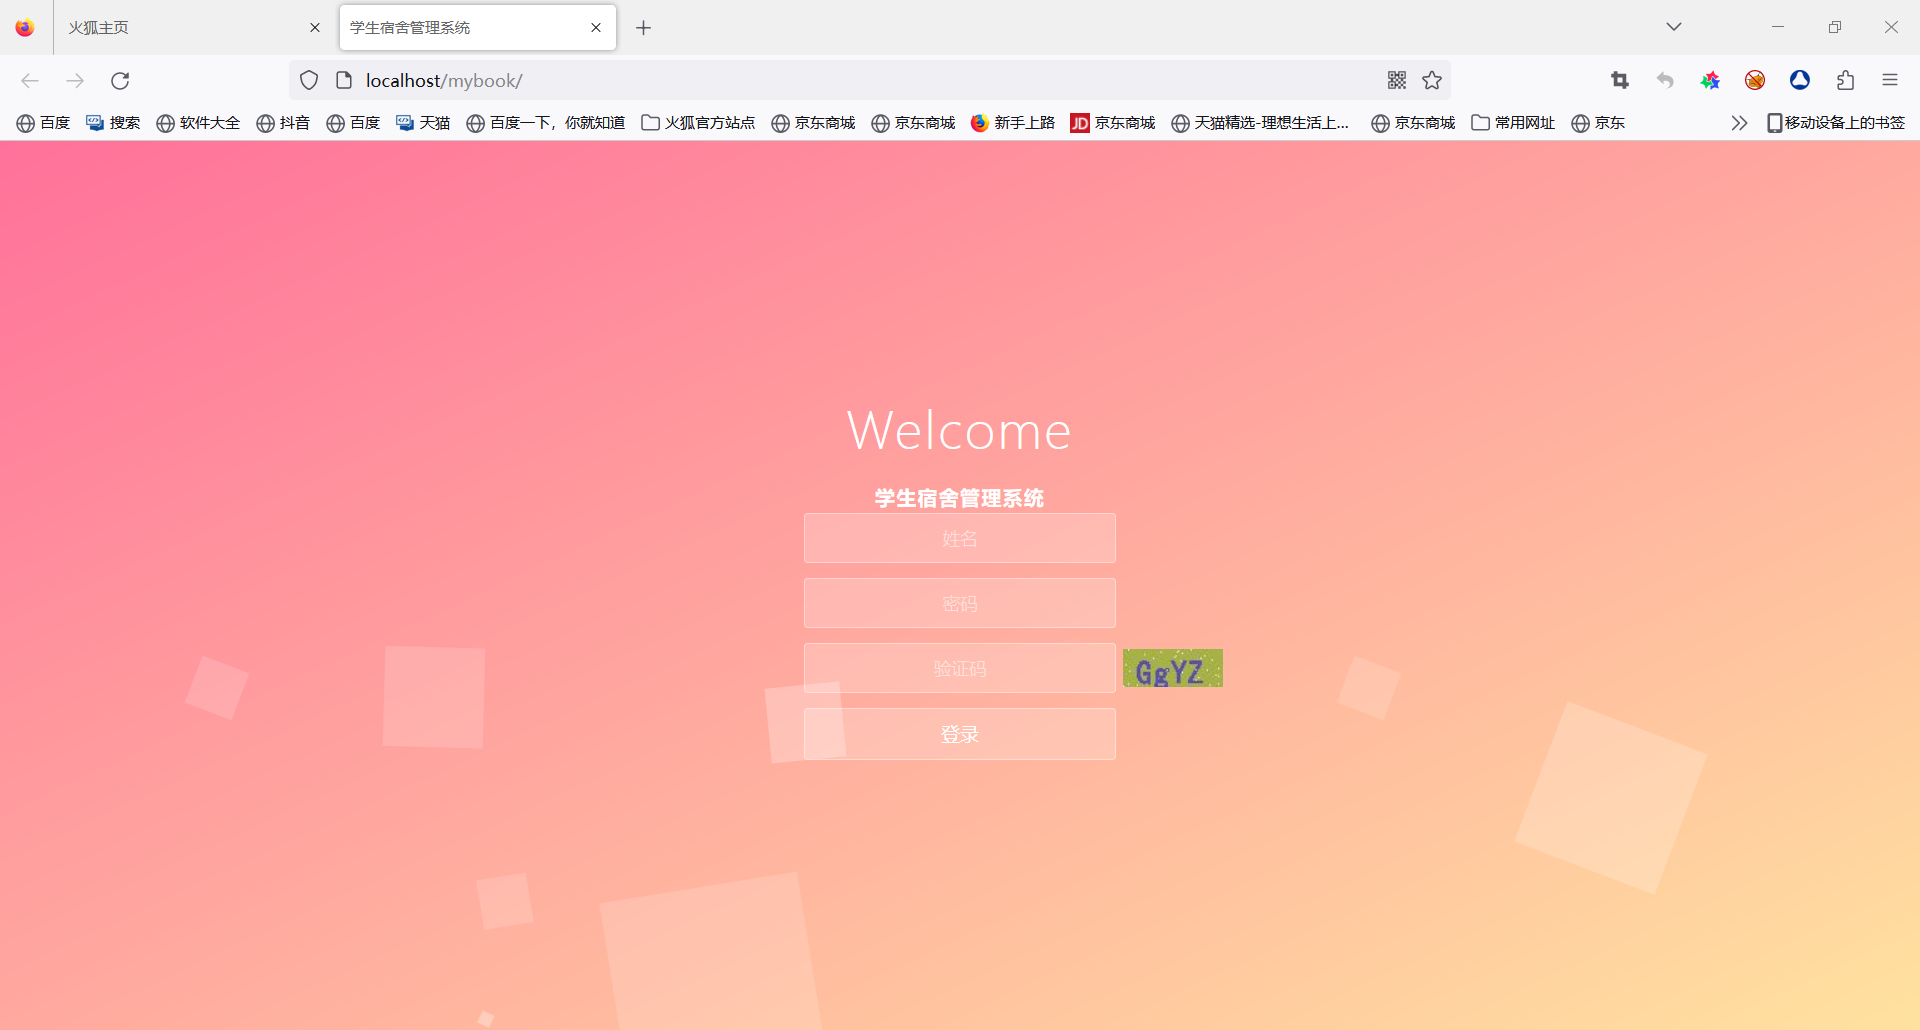 火狐主页
学生宿舍管理系统
localhost/mybook/
百度 搜索 软件大全 抖音 百度 天猫 百度一下，你就知道 火狐官方站点 京东商城 京东商城 新手上路 JD 京东商城 天猫精选-理想生活上... 京东商城 常用网址 京东 移动设备上的书签
Welcome
学生宿舍管理系统
姓名
密码
验证码
GgYZ
登录